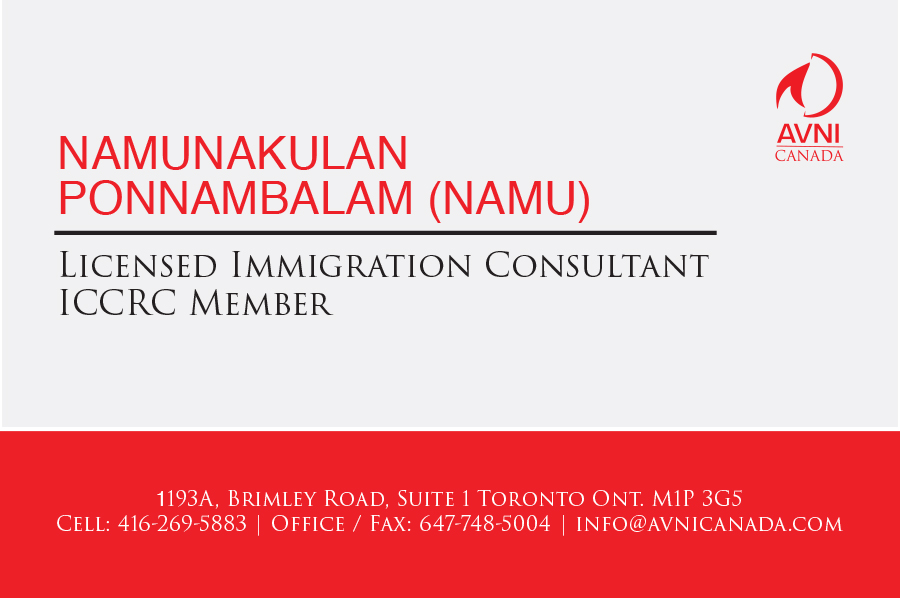 AVNI
CANADA
NAMUNAKULAN
PONNAMBALAM (NAMU)
Licensed Immigration Consultant
ICCRC Member
1193A, Brimley Road, Suite 1 Toronto Ont. M1P 3G5
Cell: 416-269-5883 | Office / Fax: 647-748-5004 | info@avnicanada.com